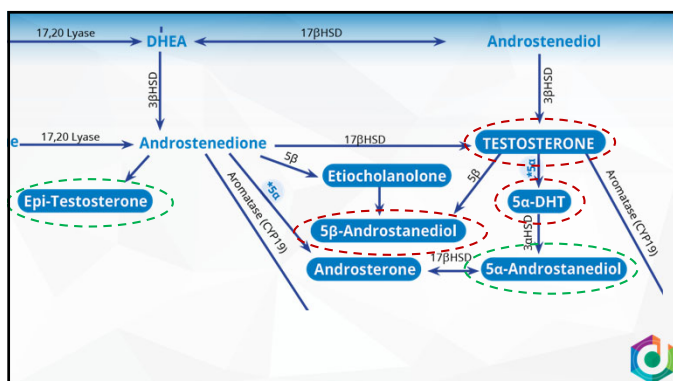 17,20 Lyase
DHEA
17βHSD
Androstenediol
3βHSD
3βHSD
e
17,20 Lyase
Androstenedione
17βHSD
TESTOSTERONE
5β
*5α
5β
*5α
Aromatase (CYP19)
Etiocholanolone
Epi-Testosterone
5α-DHT
Aromatase (CYP19)
5β-Androstanediol
3αHSD
Androsterone
17βHSD
5α-Androstanediol